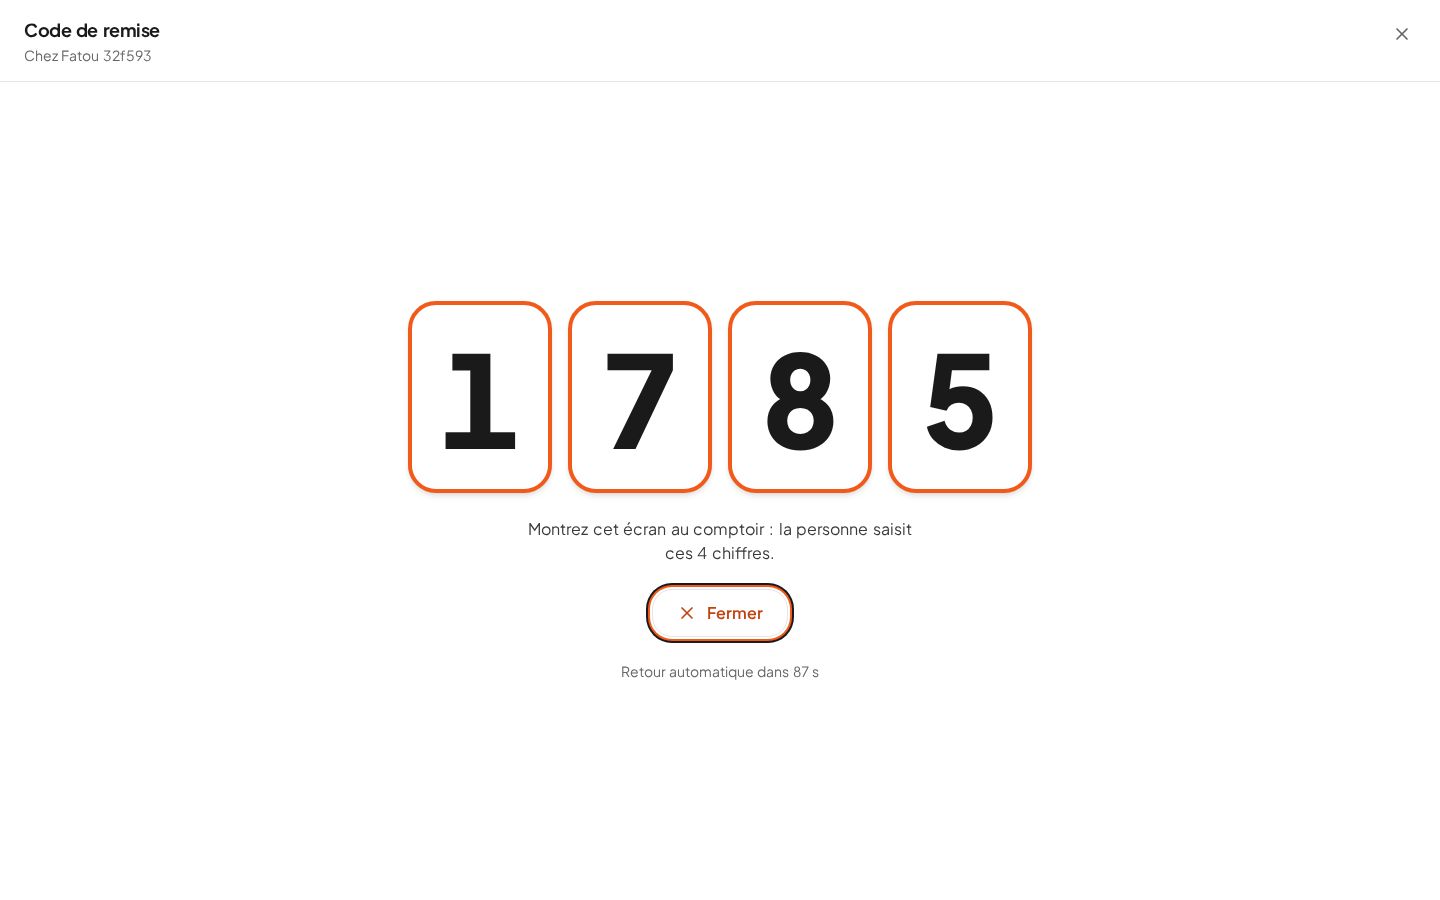 Code de remise
Chez Fatou 32f593
1 7 8 5
Montrez cet écran au comptoir : la personne saisit
ces 4 chiffres.
Fermer
Retour automatique dans 87 s